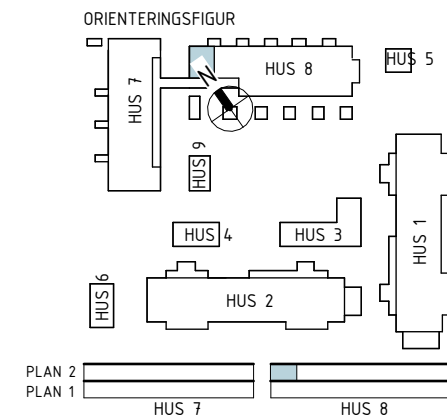 ORIENTERINGSFIGUR
HUS 5
HUS 8
HUS 7
N
HUS 9
HUS 4
HUS 3
HUS 1
HUS 6
HUS 2
PLAN 2
PLAN 1
HUS 7
HUS 8